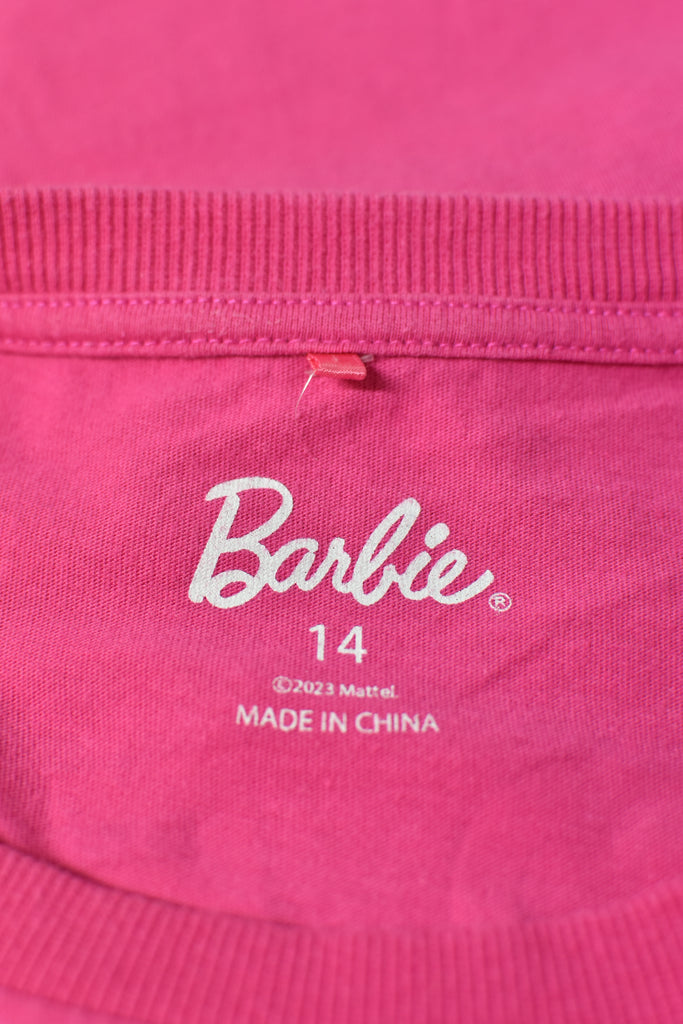 Barbie®
14
©2023 Mattel.
MADE IN CHINA